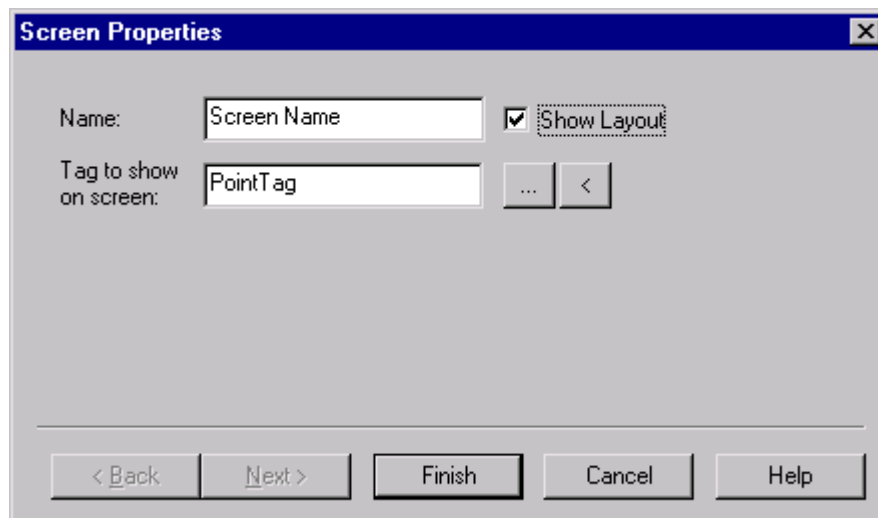 Screen Properties
Name:
Screen Name
Show Layout
Tag to show
on screen:
PointTag
...
<
< Back
Next >
Finish
Cancel
Help